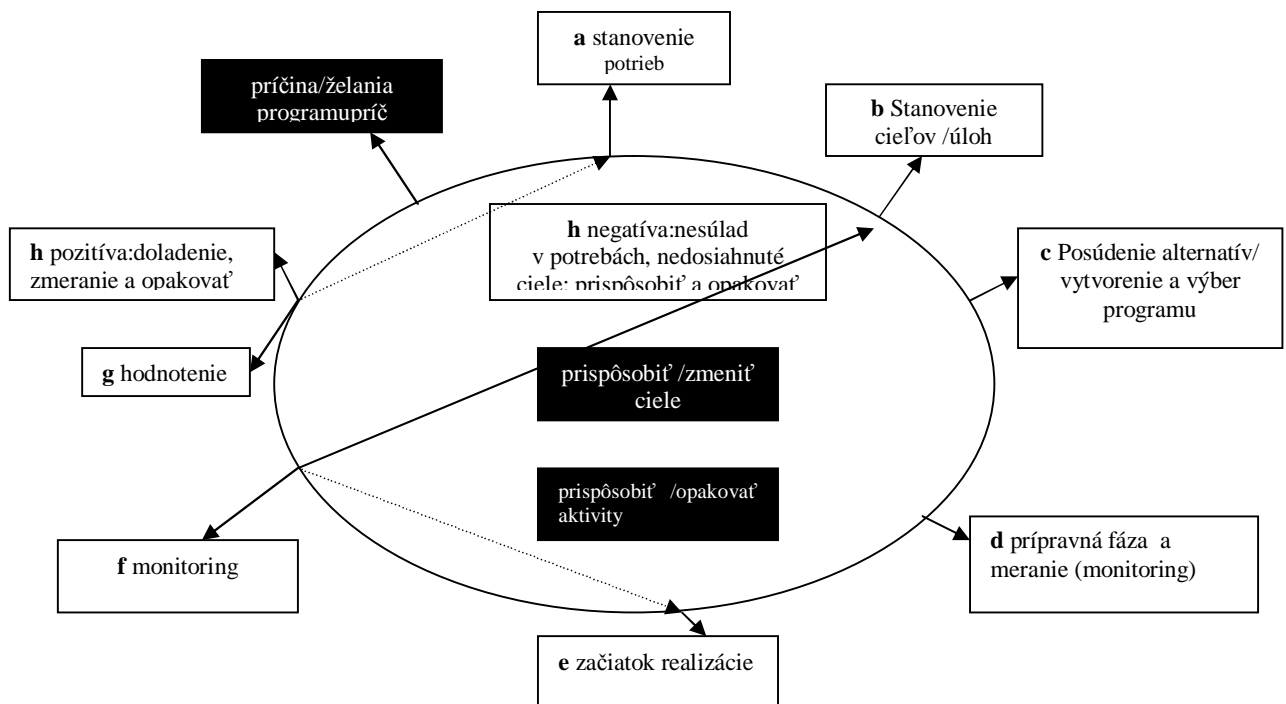 a stanovenie
potrieb
príčina/želania
programupríč
b Stanovenie
cieľov /úloh
h pozitíva:doladenie,
zmeranie a opakovať
h negatíva:nesúlad
v potrebách, nedosiahnuté
ciele: prispôsobiť a opakovať
c Posúdenie alternatív/
vytvorenie a výber
programu
g hodnotenie
prispôsobiť /zmeniť
ciele
prispôsobiť /opakovať
aktivity
f monitoring
d prípravná fáza a
meranie (monitoring)
e začiatok realizácie